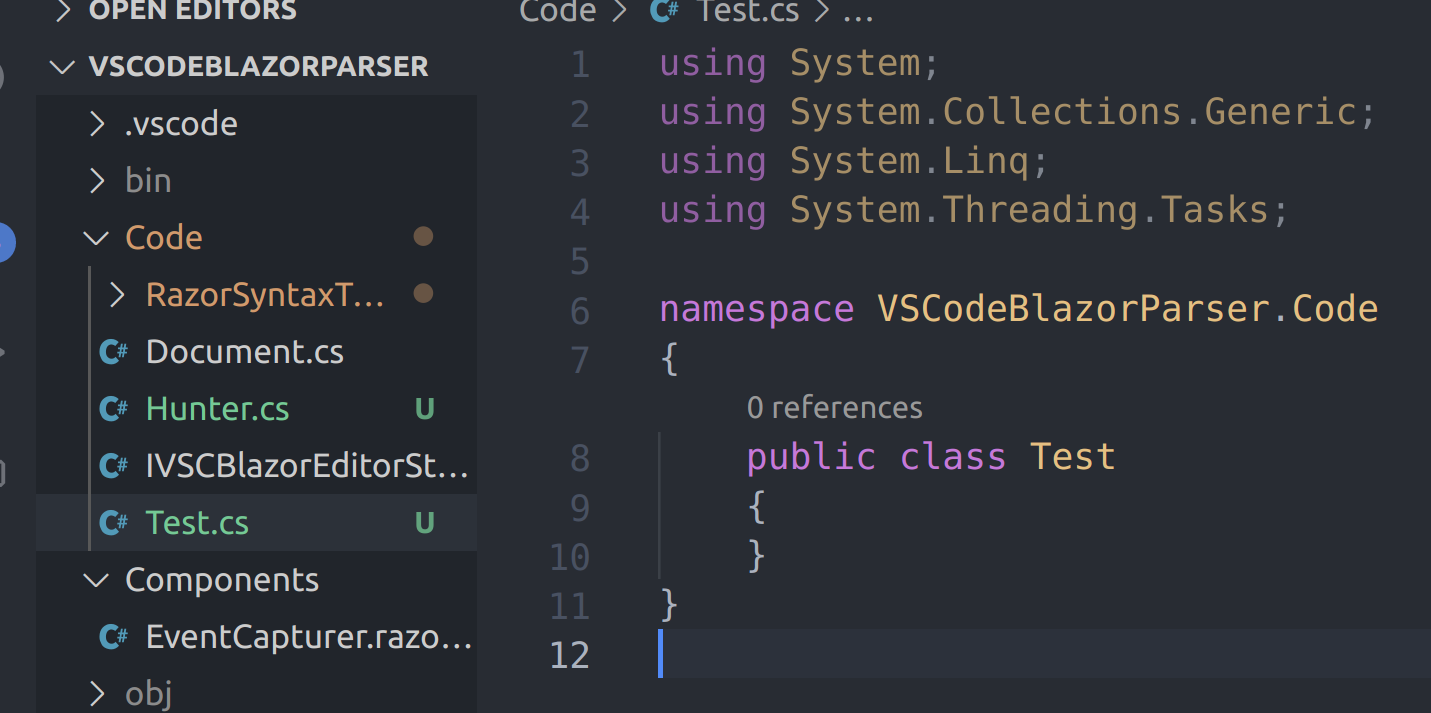 OPEN EDITORS
VSCODEBLAZORPARSER
.vscode
bin
Code
RazorSyntaxT...
C# Document.cs
C# Hunter.cs U
C# IVSCBlazorEditorSt...
C# Test.cs U
Components
C# EventCapturer.razo...
obj
Code > C# Test.cs > ...
1 using System;
2 using System.Collections.Generic;
3 using System.Linq;
4 using System.Threading.Tasks;
5
6 namespace VSCodeBlazorParser.Code
7 {
0 references
8 public class Test
9 {
10 }
11 }
12